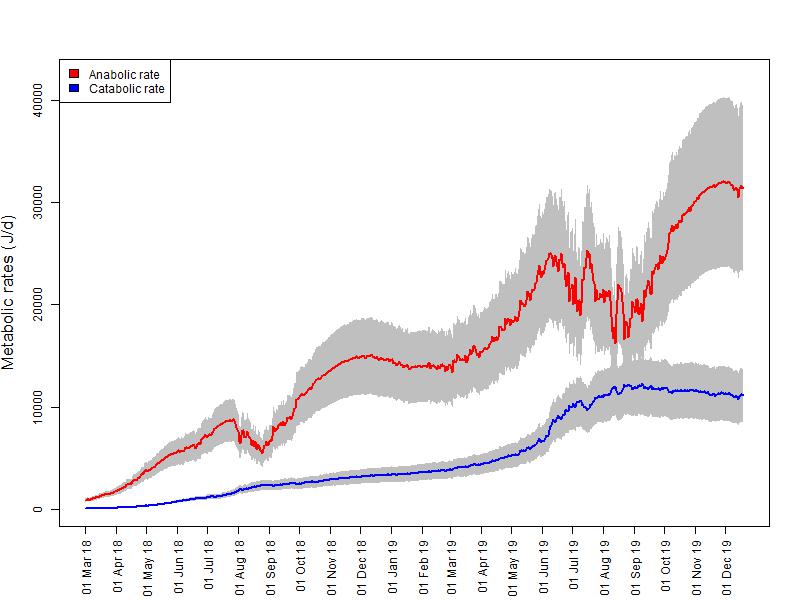 Anabolic rate
Catabolic rate
Metabolic rates (J/d)
40000
30000
20000
10000
0
01 Mar 18
01 Apr 18
01 May 18
01 Jun 18
01 Jul 18
01 Aug 18
01 Sep 18
01 Oct 18
01 Nov 18
01 Dec 18
01 Jan 19
01 Feb 19
01 Mar 19
01 Apr 19
01 May 19
01 Jun 19
01 Jul 19
01 Aug 19
01 Sep 19
01 Oct 19
01 Nov 19
01 Dec 19